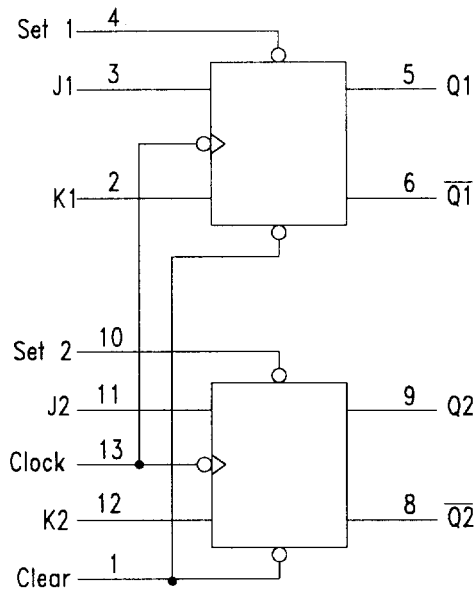 Set 1 4
J1 3 5 Q1
K1 2 6 Q1
Set 2 10
J2 11 9 Q2
Clock 13
K2 12 8 Q2
Clear 1